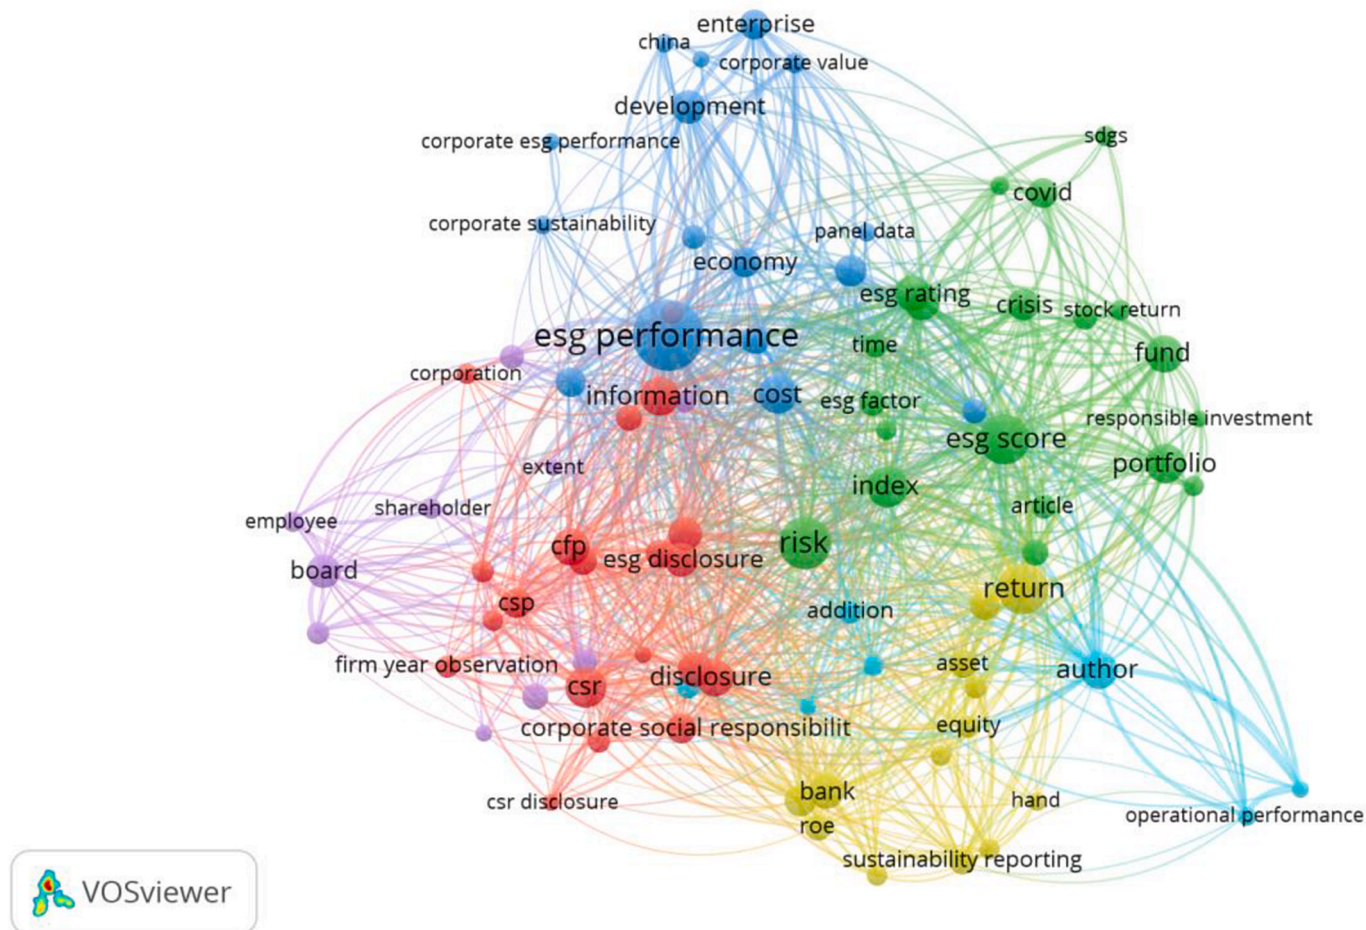 enterprise
china
corporate value
development
corporate esg performance
sdgs
covid
corporate sustainability
panel data
economy
esg rating
crisis
stock return
esg performance
time
fund
corporation
information
cost
esg factor
responsible investment
esg score
extent
portfolio
index
shareholder
article
employee
cfp
esg disclosure
risk
board
return
csp
addition
firm year observation
asset
author
csr
disclosure
corporate social responsibilit
equity
bank
csr disclosure
hand
operational performance
roe
sustainability reporting
VOSviewer